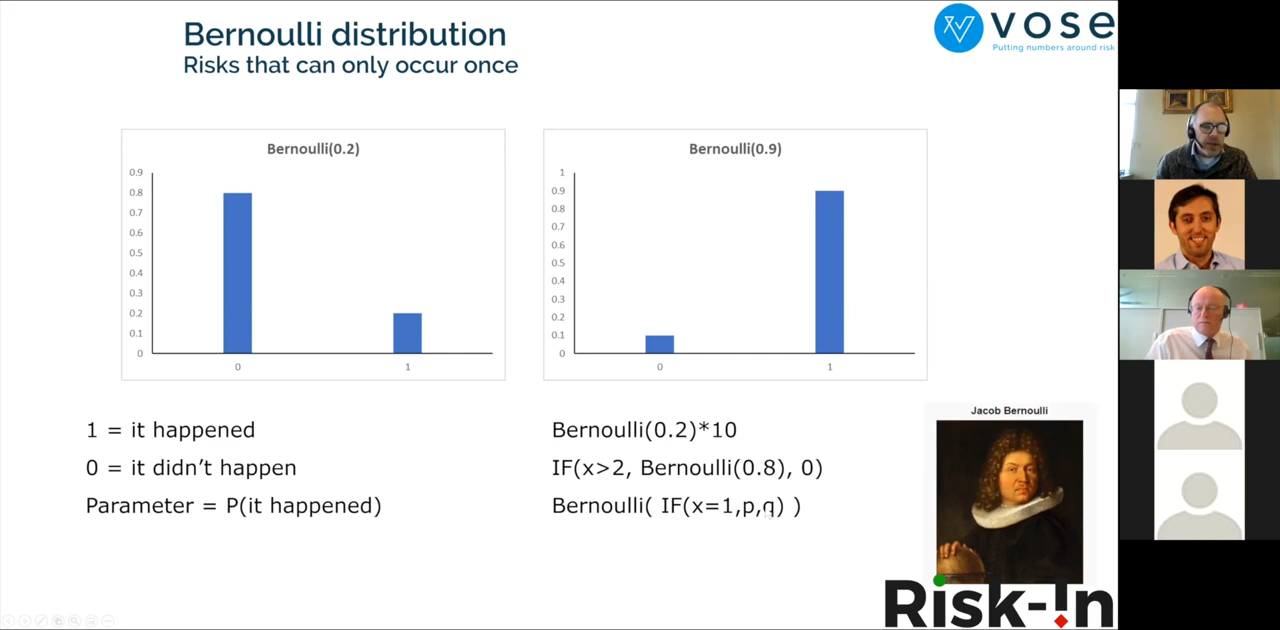 Bernoulli distribution
Risks that can only occur once
vose
Putting numbers around risk
Bernoulli(0.2)
0.9
0.8
0.7
0.6
0.5
0.4
0.3
0.2
0.1
0
0 1
Bernoulli(0.9)
1
0.9
0.8
0.7
0.6
0.5
0.4
0.3
0.2
0.1
0
0 1
1 = it happened
0 = it didn’t happen
Parameter = P(it happened)
Bernoulli(0.2)*10
IF(x>2, Bernoulli(0.8), 0)
Bernoulli( IF(x=1,p,q) )
Jacob Bernoulli
Risk-!n